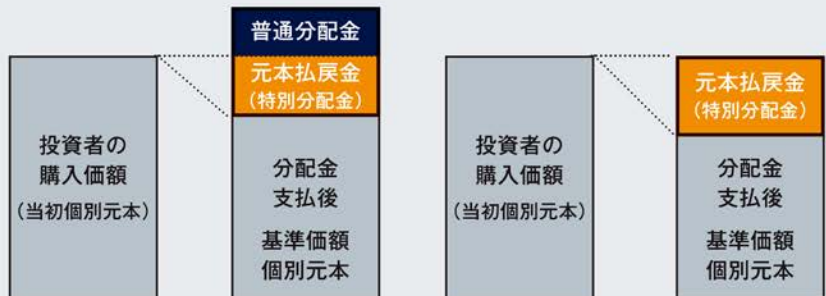 投資者の
購入価額
（当初個別元本）
普通分配金
元本払戻金
（特別分配金）
分配金
支払後
基準価額
個別元本
投資者の
購入価額
（当初個別元本）
元本払戻金
（特別分配金）
分配金
支払後
基準価額
個別元本